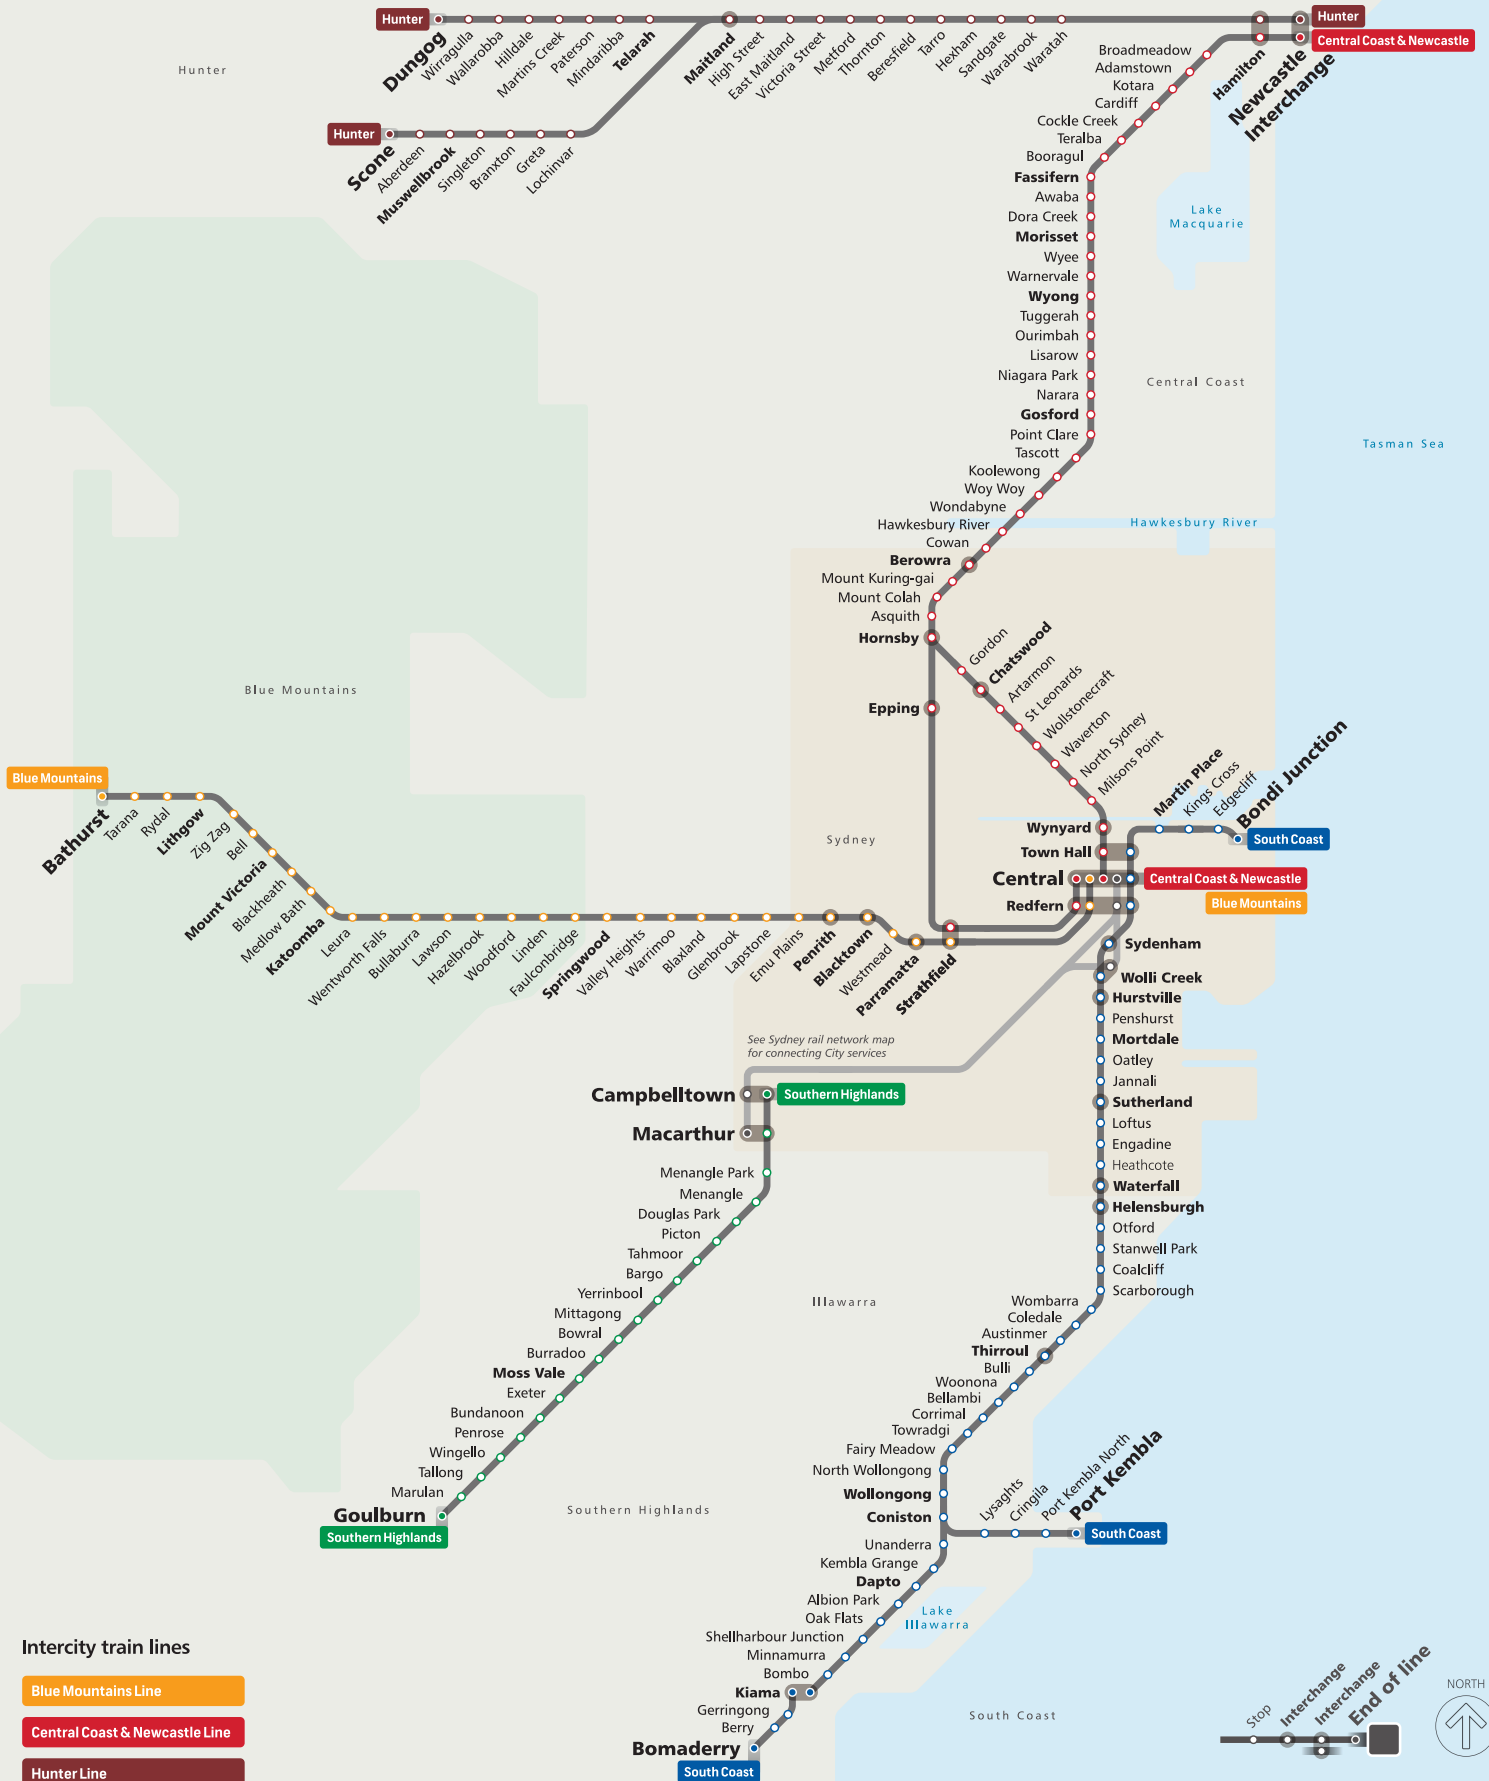 Hunter
Dungog
Wirragulla
Wallarobba
Hilldale
Martins Creek
Paterson
Mindaribba
Telarah
Maitland
High Street
East Maitland
Victoria Street
Metford
Thornton
Beresfield
Tarro
Hexham
Sandgate
Warabrook
Waratah
Hamilton
Newcastle
Interchange
Hunter
Central Coast & Newcastle
Hunter
Hunter
Scone
Aberdeen
Muswellbrook
Singleton
Branxton
Greta
Lochinvar
Broadmeadow
Adamstown
Kotara
Cardiff
Cockle Creek
Teralba
Booragul
Fassifern
Awaba
Dora Creek
Morisset
Wyee
Warnervale
Wyong
Tuggerah
Ourimbah
Lisarow
Niagara Park
Narara
Gosford
Point Clare
Tascott
Koolewong
Woy Woy
Wondabyne
Hawkesbury River
Cowan
Berowra
Mount Kuring-gai
Mount Colah
Asquith
Hornsby
Epping
Lake
Macquarie
Central Coast
Tasman Sea
Hawkesbury River
Gordon
Chatswood
Artarmon
St Leonards
Wollstonecraft
Waverton
North Sydney
Milsons Point
Wynyard
Town Hall
Central
Redfern
Martin Place
Kings Cross
Edgecliff
Bondi Junction
South Coast
Central Coast & Newcastle
Blue Mountains
Sydney
Blue Mountains
Blue Mountains
Bathurst
Tarana
Rydal
Lithgow
Zig Zag
Bell
Mount Victoria
Blackheath
Medlow Bath
Katoomba
Leura
Wentworth Falls
Bullaburra
Lawson
Hazelbrook
Woodford
Linden
Faulconbridge
Springwood
Valley Heights
Warrimoo
Blaxland
Glenbrook
Lapstone
Emu Plains
Penrith
Blacktown
Westmead
Parramatta
Strathfield
Sydenham
Wolli Creek
Hurstville
Penshurst
Mortdale
Oatley
Jannali
Sutherland
Loftus
Engadine
Heathcote
Waterfall
Helensburgh
Otford
Stanwell Park
Coalcliff
Scarborough
Wombarra
Coledale
Austinmer
Thirroul
Bulli
Woonona
Bellambi
Corrimal
Towradgi
Fairy Meadow
North Wollongong
Wollongong
Coniston
Lysaghts
Cringila
Port Kembla North
Port Kembla
South Coast
Unanderra
Kembla Grange
Dapto
Albion Park
Oak Flats
Shellharbour Junction
Minnamurra
Bombo
Kiama
Gerringong
Berry
Bomaderry
South Coast
Lake
Illawarra
South Coast
Illawarra
See Sydney rail network map
for connecting City services
Campbelltown
Southern Highlands
Macarthur
Menangle Park
Menangle
Douglas Park
Picton
Tahmoor
Bargo
Yerrinbool
Mittagong
Bowral
Burradoo
Moss Vale
Exeter
Bundanoon
Penrose
Wingello
Tallong
Marulan
Goulburn
Southern Highlands
Southern Highlands
Intercity train lines
Blue Mountains Line
Central Coast & Newcastle Line
Hunter Line
Stop
Interchange
Interchange
End of line
NORTH